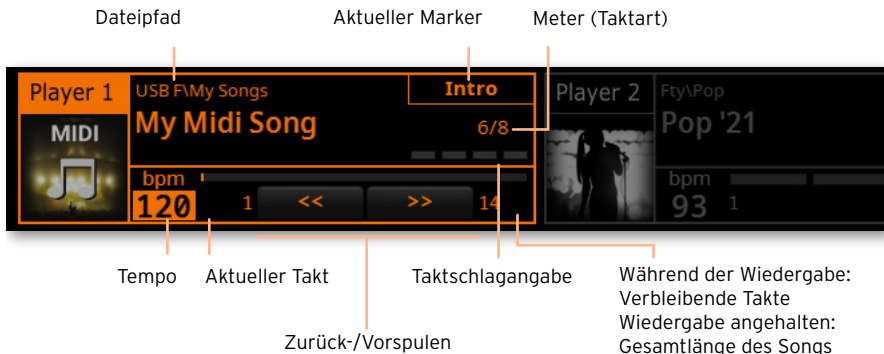 Dateipfad
Aktueller Marker
Meter (Taktart)
Player 1
USB F\My Songs
Intro
MIDI
My Midi Song
6/8
bpm
120
1
<<
>>
14
Player 2
Fty\Pop
Pop '21
bpm
93
1
Tempo
Aktueller Takt
Taktschlagangabe
Während der Wiedergabe:
Verbleibende Takte
Wiedergabe angehalten:
Gesamtlänge des Songs
Zurück-/Vorspulen